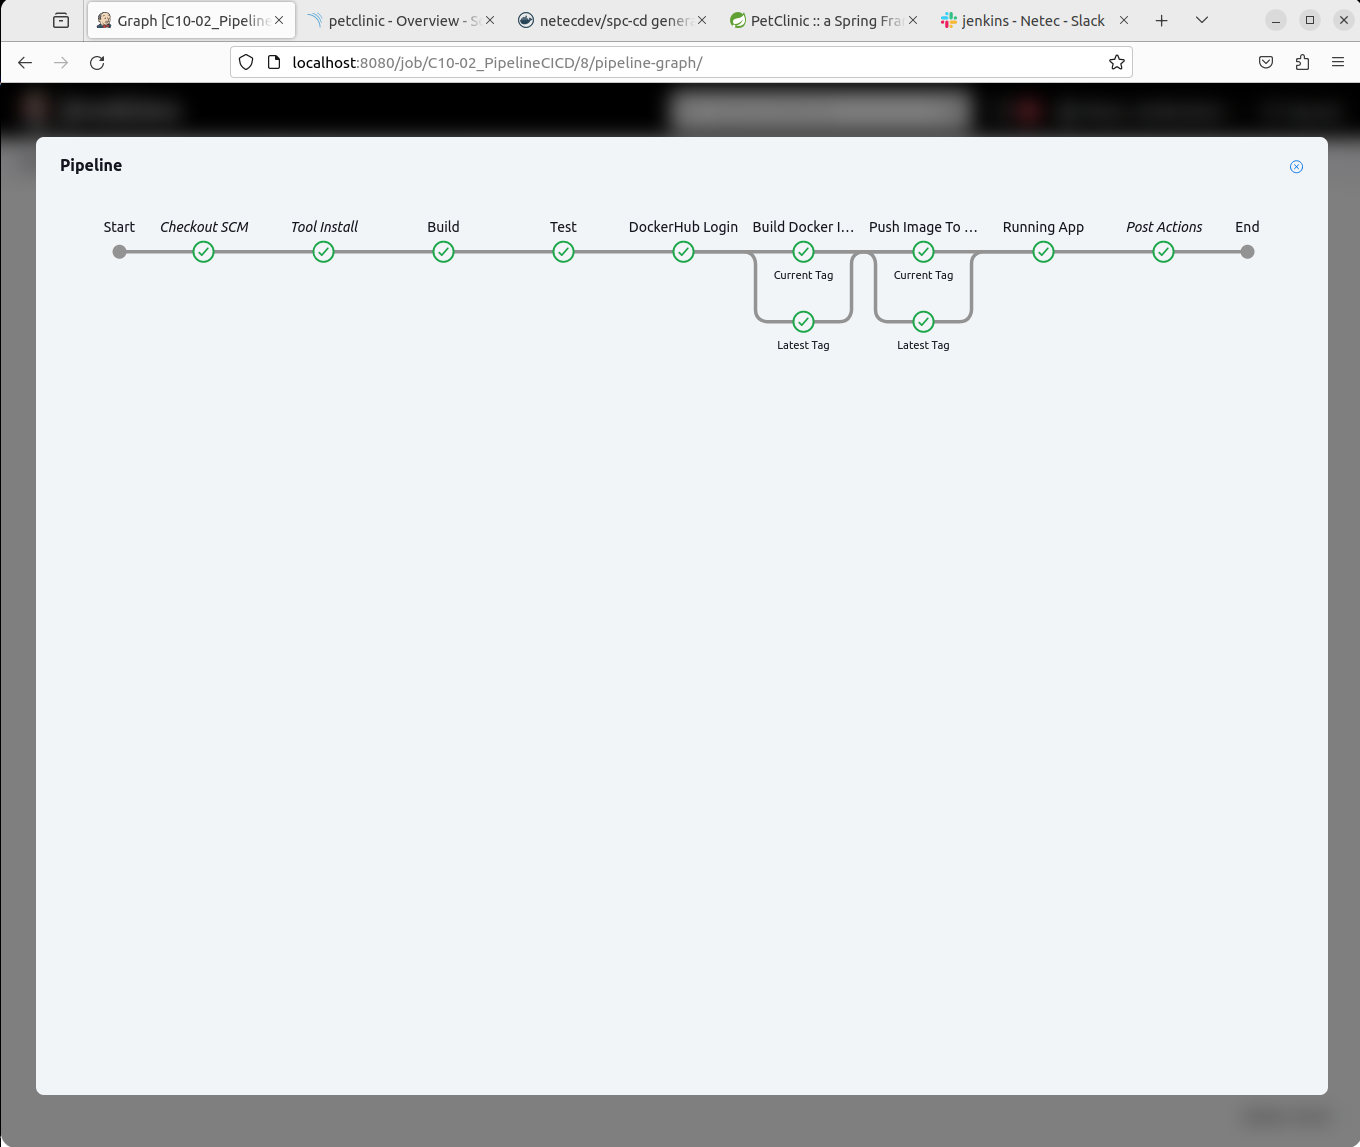 Graph [C10-02_Pipeline
petclinic - Overview - So
netecdev/spc-cd genera
PetClinic :: a Spring Fra
jenkins - Netec - Slack
localhost:8080/job/C10-02_PipelineCICD/8/pipeline-graph/
Pipeline
Start
Checkout SCM
Tool Install
Build
Test
DockerHub Login
Build Docker I...
Push Image To ...
Running App
Post Actions
End
Current Tag
Current Tag
Latest Tag
Latest Tag